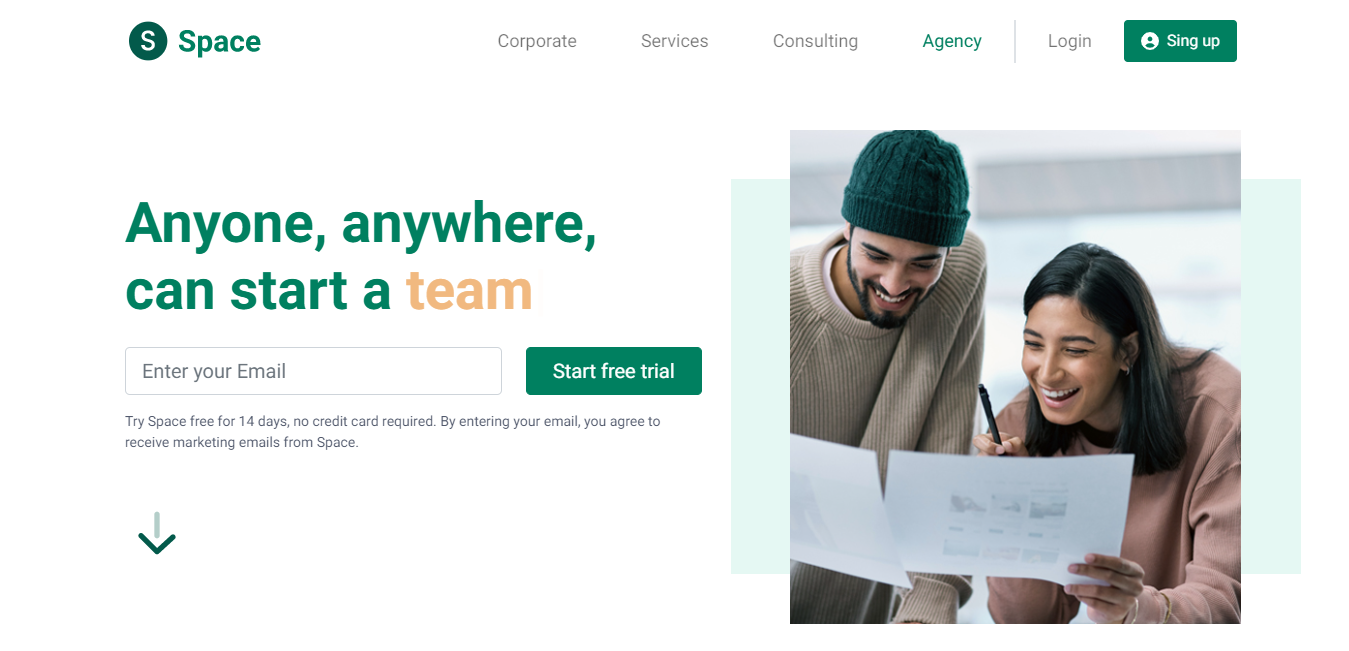 S Space
Corporate
Services
Consulting
Agency
Login
Sing up
Anyone, anywhere,
can start a team
Enter your Email
Start free trial
Try Space free for 14 days, no credit card required. By entering your email, you agree to
receive marketing emails from Space.